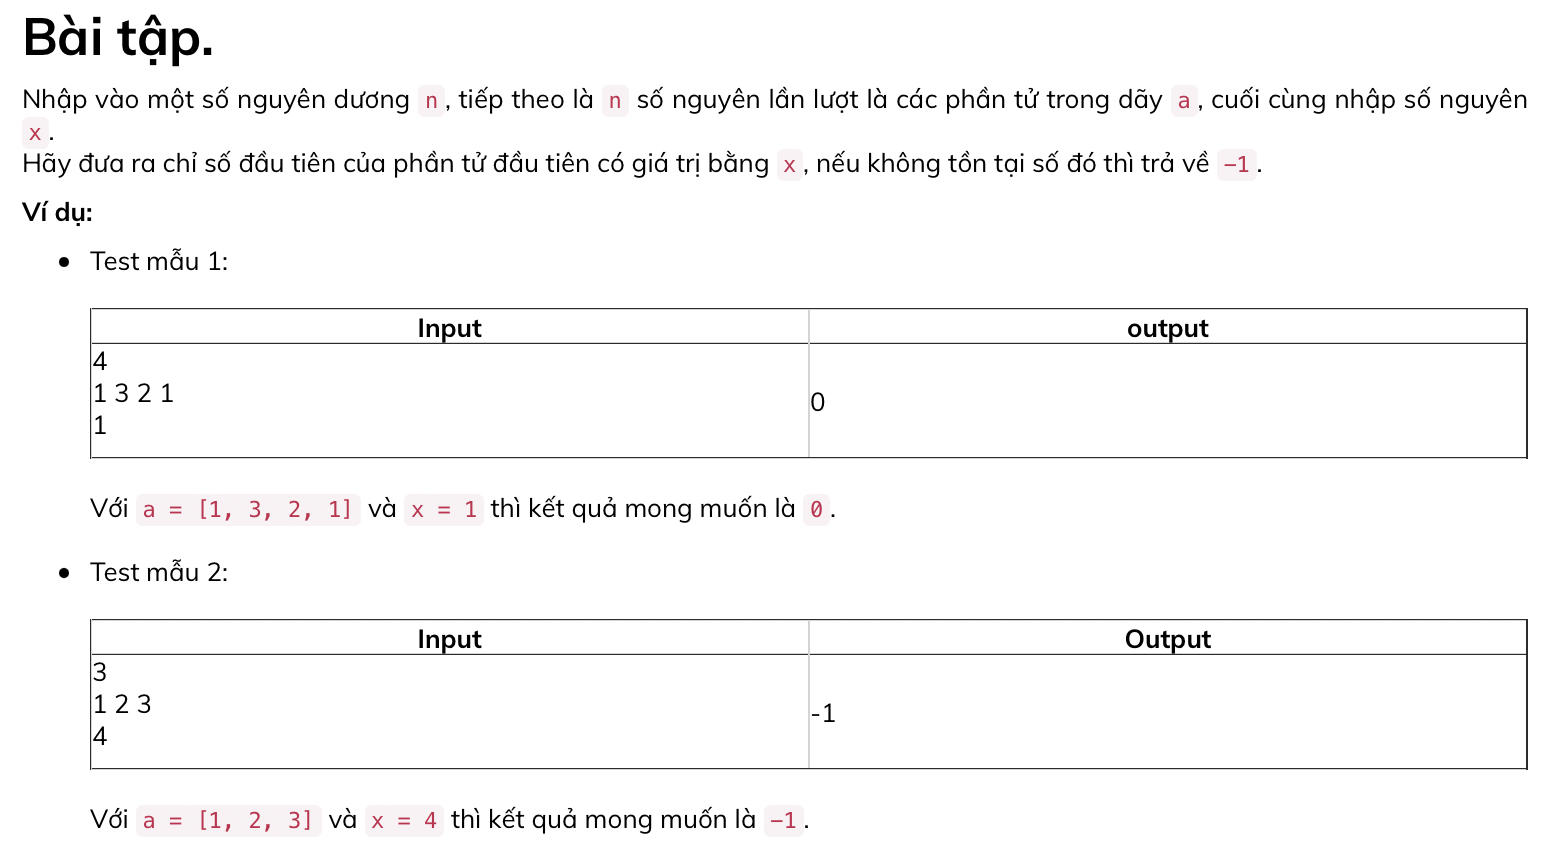 Bài tập.
Nhập vào một số nguyên dương n, tiếp theo là n số nguyên lần lượt là các phần tử trong dãy a, cuối cùng nhập số nguyên
x.
Hãy đưa ra chỉ số đầu tiên của phần tử đầu tiên có giá trị bằng x, nếu không tồn tại số đó thì trả về -1.
Ví dụ:
• Test mẫu 1:
Input output
4
1 3 2 1
1
0
Với a = [1, 3, 2, 1] và x = 1 thì kết quả mong muốn là 0.
• Test mẫu 2:
Input Output
3
1 2 3
4
-1
Với a = [1, 2, 3] và x = 4 thì kết quả mong muốn là -1.